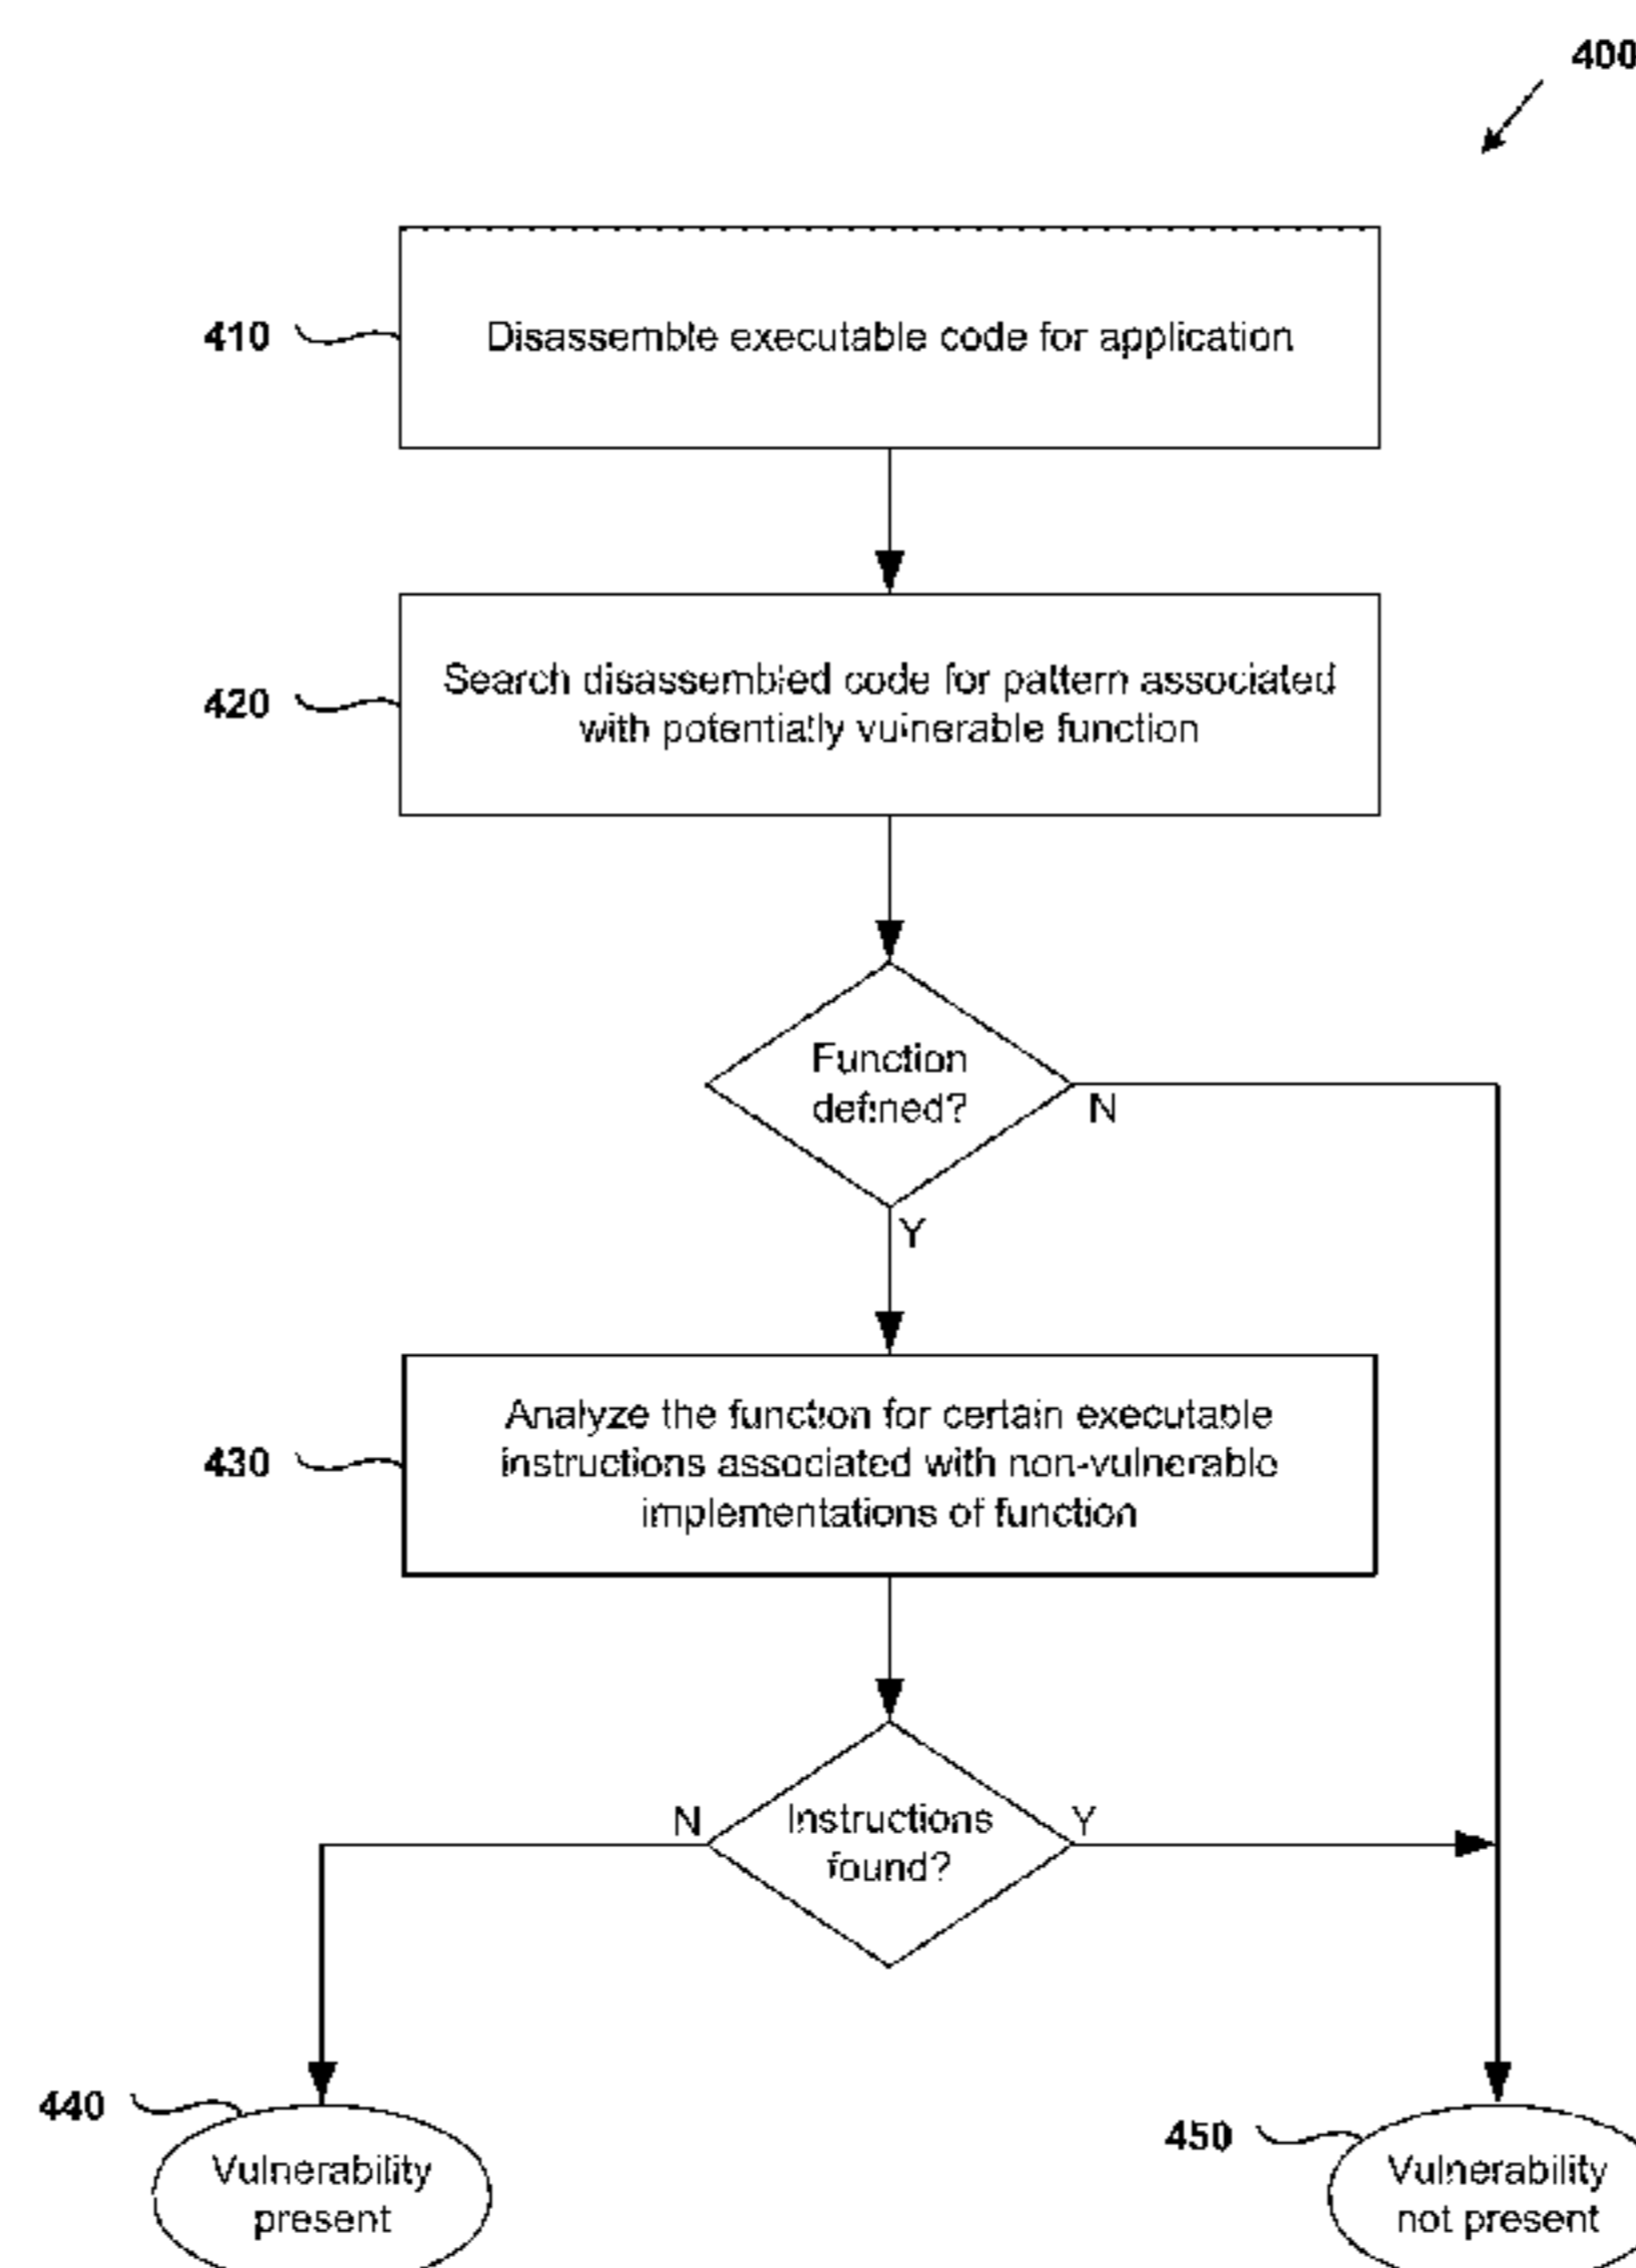 400
410
Disassemble executable code for application
420
Search disassembled code for pattern associated
with potentially vulnerable function
Function
defined?
N
Y
430
Analyze the function for certain executable
instructions associated with non-vulnerable
implementations of function
N
Instructions
found?
Y
440
Vulnerability
present
450
Vulnerability
not present